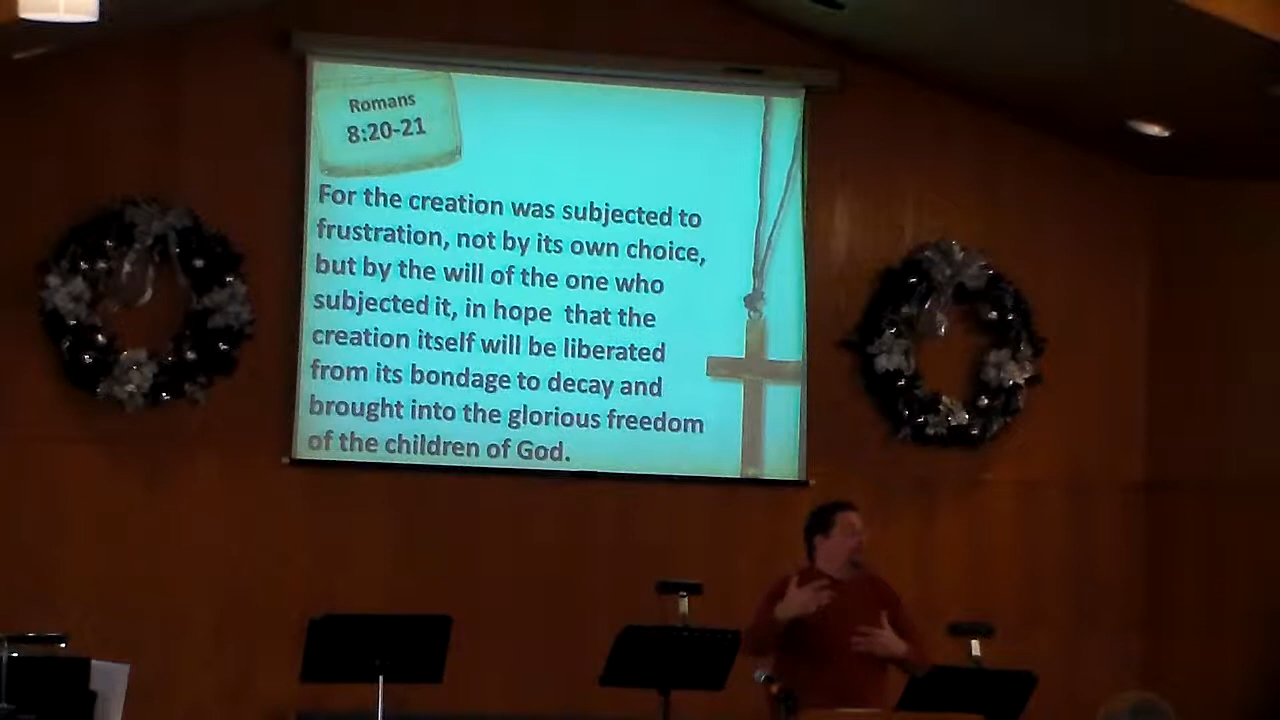 Romans
8:20-21
For the creation was subjected to
frustration, not by its own choice,
but by the will of the one who
subjected it, in hope  that the
creation itself will be liberated
from its bondage to decay and
brought into the glorious freedom
of the children of God.